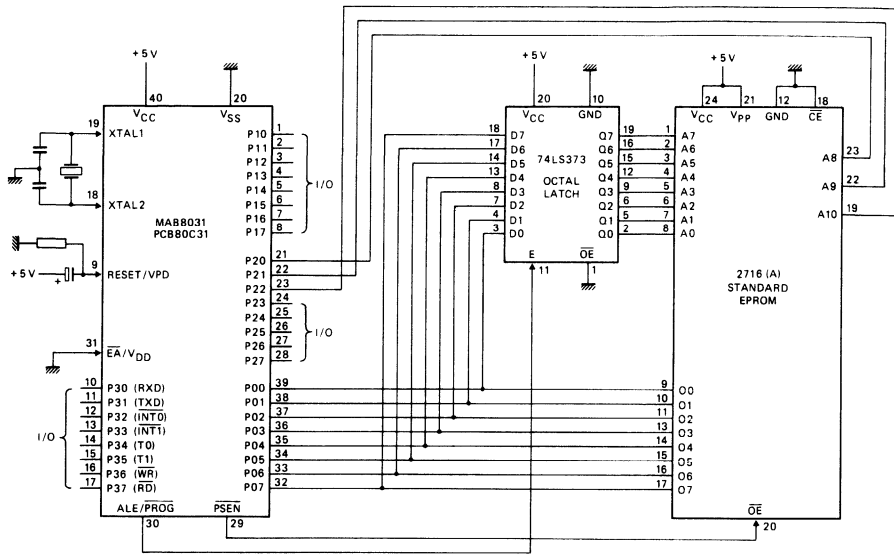 +5V
40
VCC
20
VSS
19
XTAL1
18
XTAL2
MAB8031
PCB80C31
+5V
+
9
RESET/VPD
31
EA/VDD
10 P30 (RXD)
11 P31 (TXD)
12 P32 (INT0)
13 P33 (INT1)
14 P34 (T0)
15 P35 (T1)
16 P36 (WR)
17 P37 (RD)
I/O
ALE/PROG
30
PSEN
29
P10 1
P11 2
P12 3
P13 4
P14 5
P15 6
P16 7
P17 8
I/O
P20 21
P21 22
P22 23
P23 24
P24 25
P25 26
P26 27
P27 28
I/O
P00 39
P01 38
P02 37
P03 36
P04 35
P05 34
P06 33
P07 32
+5V
20
VCC
10
GND
18 D7
17 D6
14 D5
13 D4
8 D3
7 D2
4 D1
3 D0
74LS373
OCTAL
LATCH
Q7 19
Q6 16
Q5 15
Q4 12
Q3 9
Q2 6
Q1 5
Q0 2
E
11
OE
1
+5V
24
VCC
21
VPP
12
GND
18
CE
1 A7
2 A6
3 A5
4 A4
5 A3
6 A2
7 A1
8 A0
A8 23
A9 22
A10 19
2716 (A)
STANDARD
EPROM
9 O0
10 O1
11 O2
13 O3
14 O4
15 O5
16 O6
17 O7
OE
20